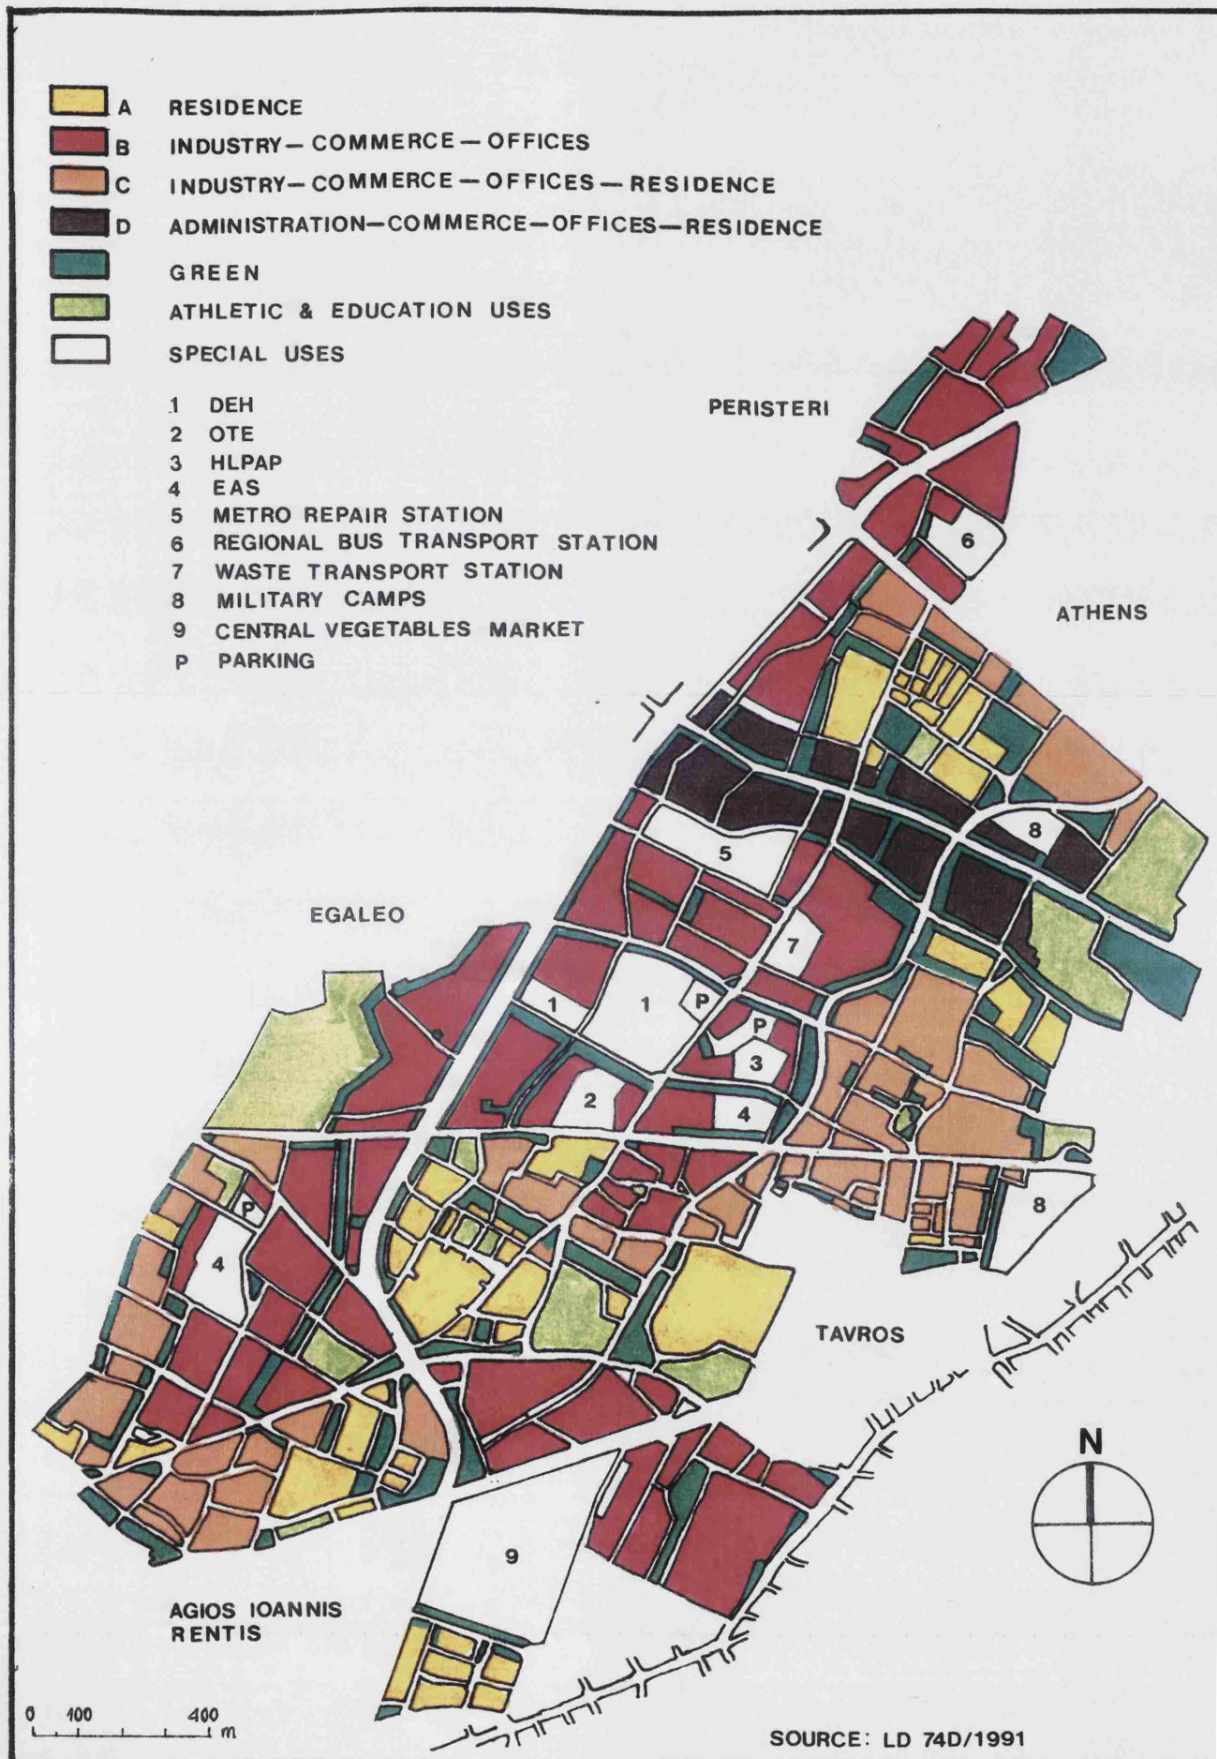 A RESIDENCE
B INDUSTRY—COMMERCE—OFFICES
C INDUSTRY—COMMERCE—OFFICES—RESIDENCE
D ADMINISTRATION—COMMERCE—OFFICES—RESIDENCE
GREEN
ATHLETIC & EDUCATION USES
SPECIAL USES
1 DEH
2 OTE
3 HLPAP
4 EAS
5 METRO REPAIR STATION
6 REGIONAL BUS TRANSPORT STATION
7 WASTE TRANSPORT STATION
8 MILITARY CAMPS
9 CENTRAL VEGETABLES MARKET
P PARKING
PERISTERI
6
ATHENS
8
5
EGALEO
7
1
1
P
P
3
2
4
8
P
4
TAVROS
N
9
AGIOS IOANNIS
RENTIS
0 100 400
m
SOURCE: LD 74D/1991